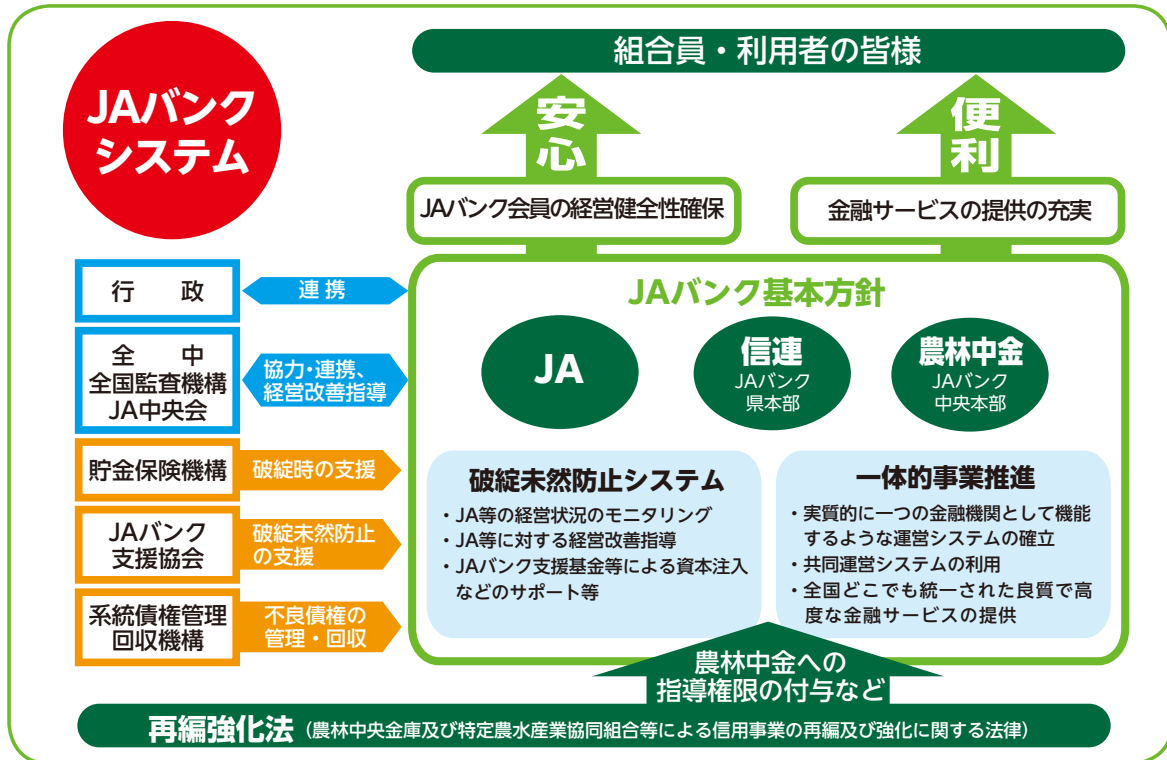 JAバンク
システム
組合員・利用者の皆様
安心
便利
JAバンク会員の経営健全性確保
金融サービスの提供の充実
行 政
連 携
全 中
全国監査機構
JA中央会
協力・連携、
経営改善指導
貯金保険機構
破綻時の支援
JAバンク
支援協会
破綻未然防止
の支援
系統債権管理
回収機構
不良債権の
管理・回収
JAバンク基本方針
JA
信連
JAバンク
県本部
農林中金
JAバンク
中央本部
破綻未然防止システム
・JA等の経営状況のモニタリング
・JA等に対する経営改善指導
・JAバンク支援基金等による資本注入
などのサポート等
一体的事業推進
・実質的に一つの金融機関として機能
するような運営システムの確立
・共同運営システムの利用
・全国どこでも統一された良質で高
度な金融サービスの提供
農林中金への
指導権限の付与など
再編強化法（農林中央金庫及び特定農水産業協同組合等による信用事業の再編及び強化に関する法律）